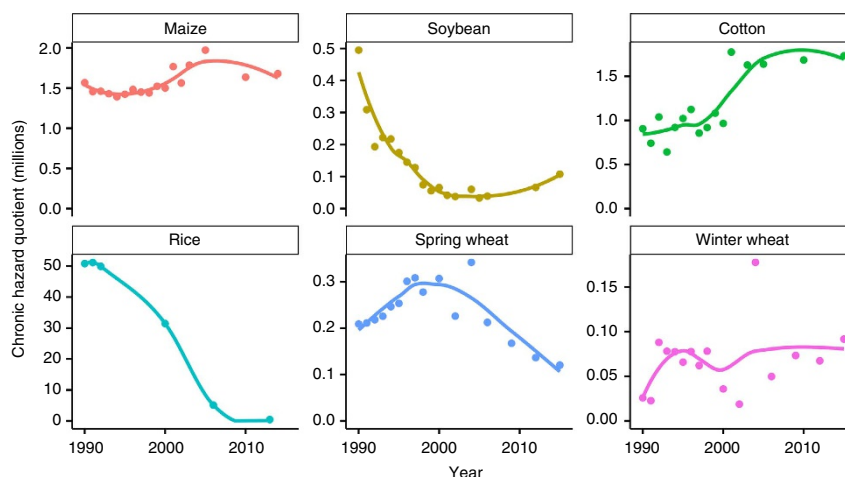 Maize
Soybean
Cotton
2.0
1.5
1.0
0.5
0.0
0.5
0.4
0.3
0.2
0.1
0.0
1.5
1.0
0.5
0.0
Chronic hazard quotient (millions)
Rice
Spring wheat
Winter wheat
50
40
30
20
10
0
0.3
0.2
0.1
0.0
0.15
0.10
0.05
0.00
1990 2000 2010
1990 2000 2010
1990 2000 2010
Year